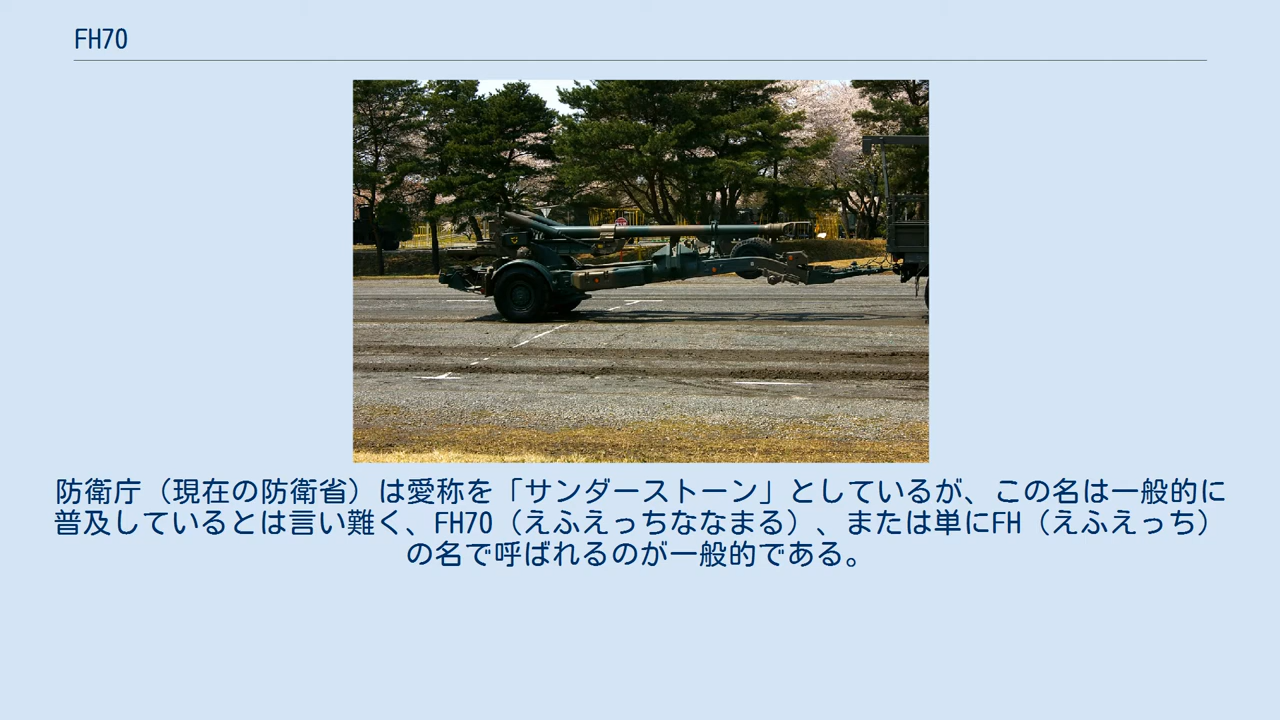 FH70
防衛庁（現在の防衛省）は愛称を「サンダーストーン」としているが、この名は一般的に
普及しているとは言い難く、FH70（えふえっちななまる）、または単にFH（えふえっち）
の名で呼ばれるのが一般的である。